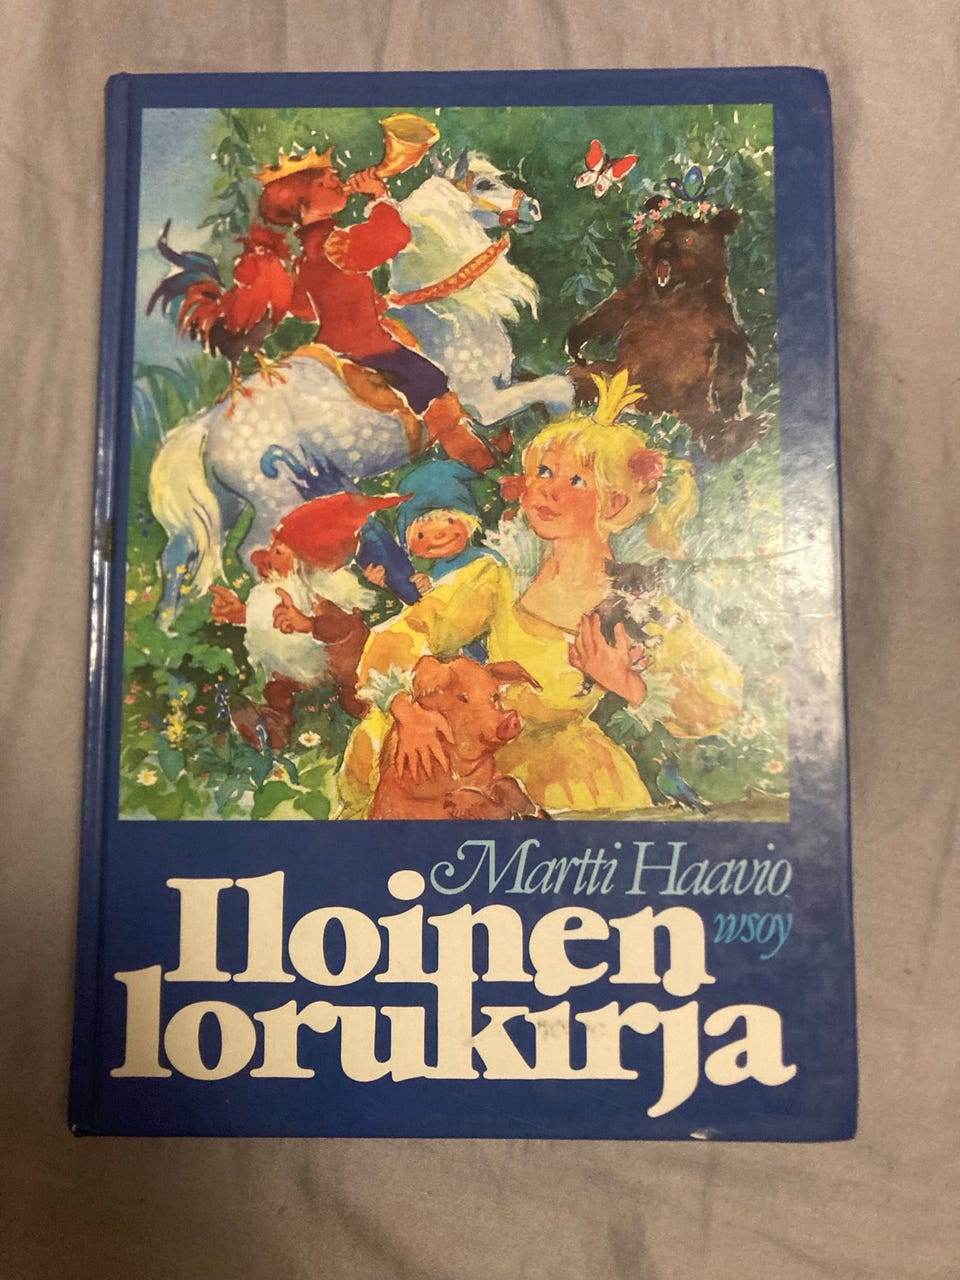 Martti Haavio
Iloinen
wsoy
lorukirja